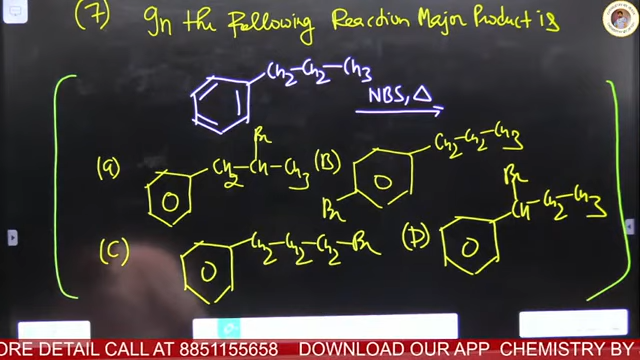 (7) In the Following Reaction Major Product is
CH2-CH2-CH3
NBS, Δ
Br
(a) CH2-CH-CH3
(B) CH2-CH2-CH3
Br
(C) CH2-CH2-CH2-Br
Br
(D) CH-CH2-CH3
ORE DETAIL CALL AT 8851155658 DOWNLOAD OUR APP CHEMISTRY BY